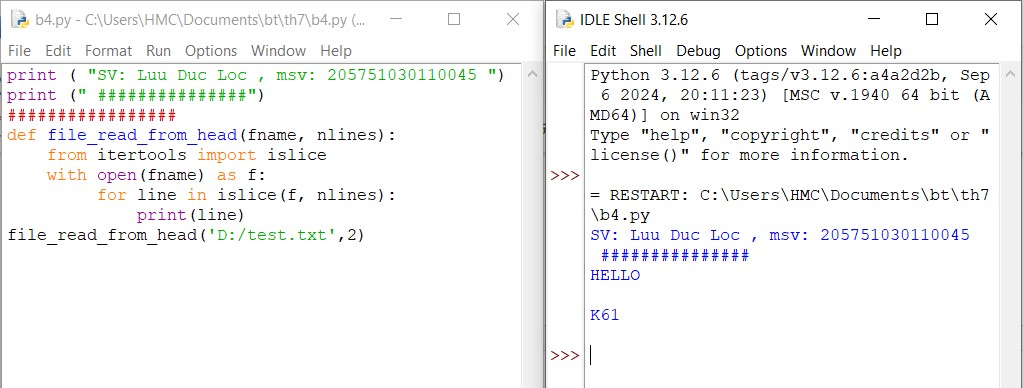 b4.py - C:\Users\HMC\Documents\bt\th7\b4.py (...
File Edit Format Run Options Window Help
print ( "SV: Luu Duc Loc , msv: 205751030110045 ")
print (" ###############")
#################
def file_read_from_head(fname, nlines):
    from itertools import islice
    with open(fname) as f:
         for line in islice(f, nlines):
             print(line)
file_read_from_head('D:/test.txt',2)
IDLE Shell 3.12.6
File Edit Shell Debug Options Window Help
Python 3.12.6 (tags/v3.12.6:a4a2d2b, Sep
 6 2024, 20:11:23) [MSC v.1940 64 bit (A
MD64)] on win32
Type "help", "copyright", "credits" or "
license()" for more information.
>>>
= RESTART: C:\Users\HMC\Documents\bt\th7
\b4.py
SV: Luu Duc Loc , msv: 205751030110045
 ###############
HELLO
K61
>>>